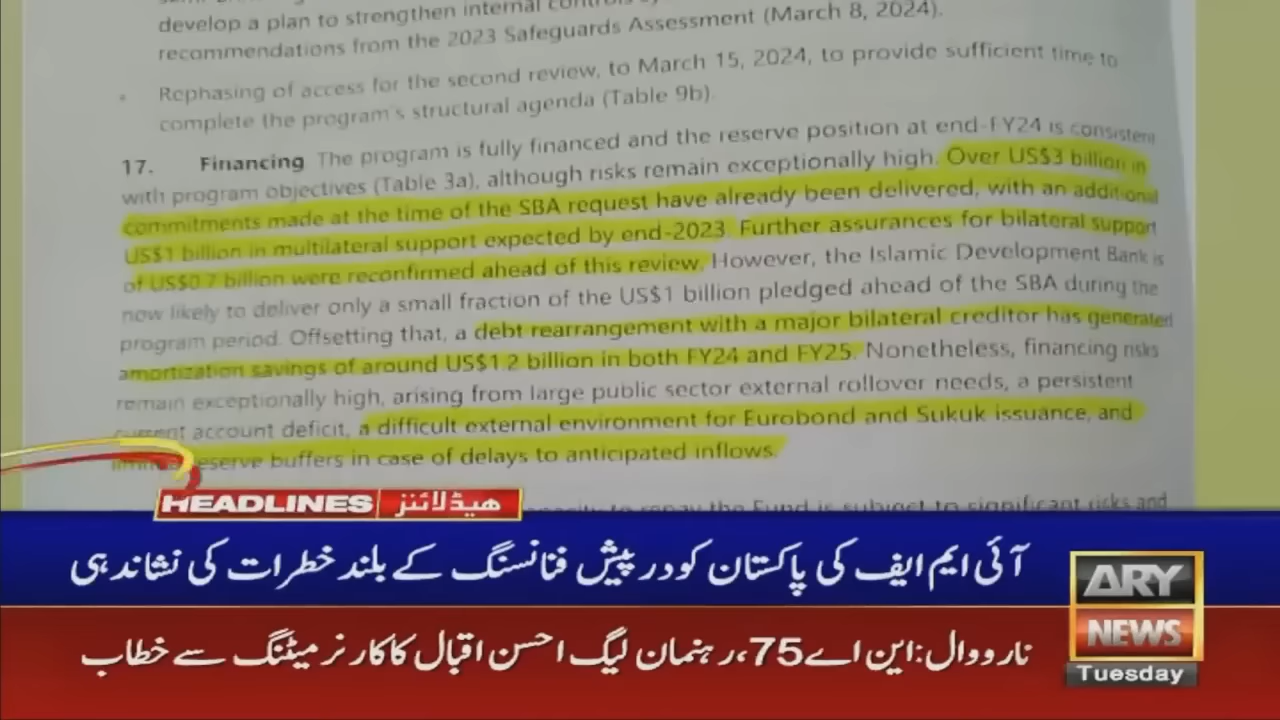 develop a plan to strengthen internal
recommendations from the 2023 Safeguards Assessment (March 8, 2024).
Rephasing of access for the second review, to March 15, 2024, to provide sufficient time to
complete the program's structural agenda (Table 9b).
17. Financing The program is fully financed and the reserve position at end-FY24 is consistent
with program objectives (Table 3a), although risks remain exceptionally high. Over US$3 billion in
commitments made at the time of the SBA request have already been delivered, with an additional
US$1 billion in multilateral support expected by end-2023. Further assurances for bilateral support
of US$0.7 billion were reconfirmed ahead of this review. However, the Islamic Development Bank is
now likely to deliver only a small fraction of the US$1 billion pledged ahead of the SBA during the
program period. Offsetting that, a debt rearrangement with a major bilateral creditor has generated
amortization savings of around US$1.2 billion in both FY24 and FY25. Nonetheless, financing risks
remain exceptionally high, arising from large public sector external rollover needs, a persistent
account deficit, a difficult external environment for Eurobond and Sukuk issuance, and
reserve buffers in case of delays to anticipated inflows.
to repay the Fund is subject to significant risks and
HEADLINES ہیڈلائنز
آئی ایم ایف کی پاکستان کو درپیش فنانسنگ کے بلند خطرات کی نشاندہی
نارووال:این اے75،رہنمان لیگ احسن اقبال کا کارنر میٹنگ سے خطاب
ARY
NEWS
Tuesday